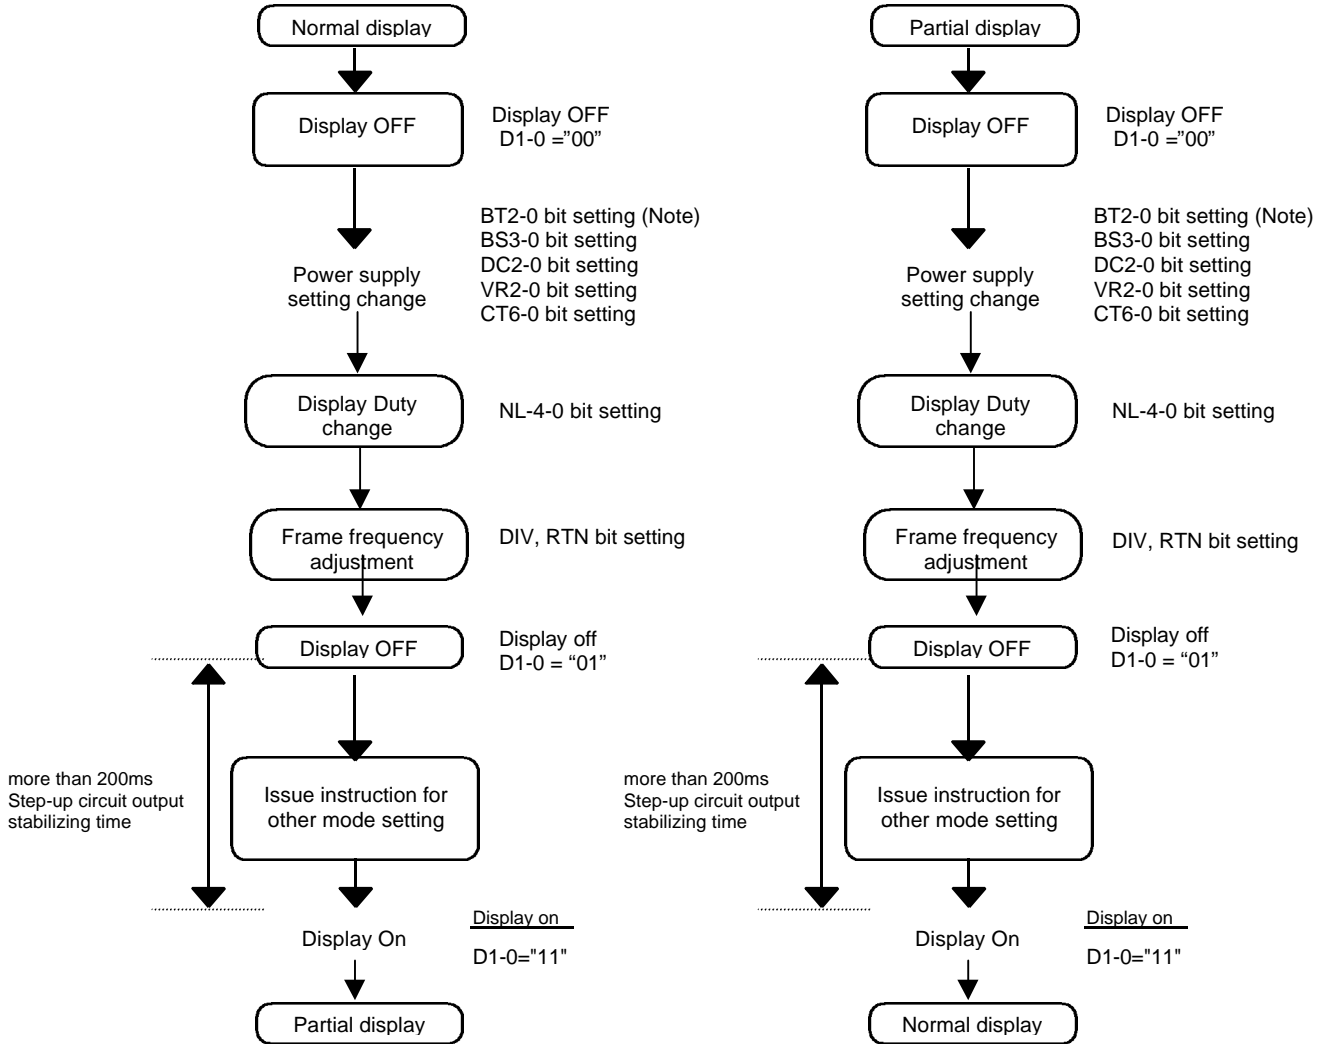 Normal display
Display OFF
Display OFF
D1-0 ="00”
BT2-0 bit setting (Note)
BS3-0 bit setting
DC2-0 bit setting
VR2-0 bit setting
CT6-0 bit setting
Power supply
setting change
Display Duty
change
NL-4-0 bit setting
Frame frequency
adjustment
DIV, RTN bit setting
Display OFF
Display off
D1-0 = “01”
more than 200ms
Step-up circuit output
stabilizing time
Issue instruction for
other mode setting
Display On
Display on
D1-0="11"
Partial display
Partial display
Display OFF
Display OFF
D1-0 =”00”
BT2-0 bit setting (Note)
BS3-0 bit setting
DC2-0 bit setting
VR2-0 bit setting
CT6-0 bit setting
Power supply
setting change
Display Duty
change
NL-4-0 bit setting
Frame frequency
adjustment
DIV, RTN bit setting
Display OFF
Display off
D1-0 = “01”
more than 200ms
Step-up circuit output
stabilizing time
Issue instruction for
other mode setting
Display On
Display on
D1-0="11"
Normal display